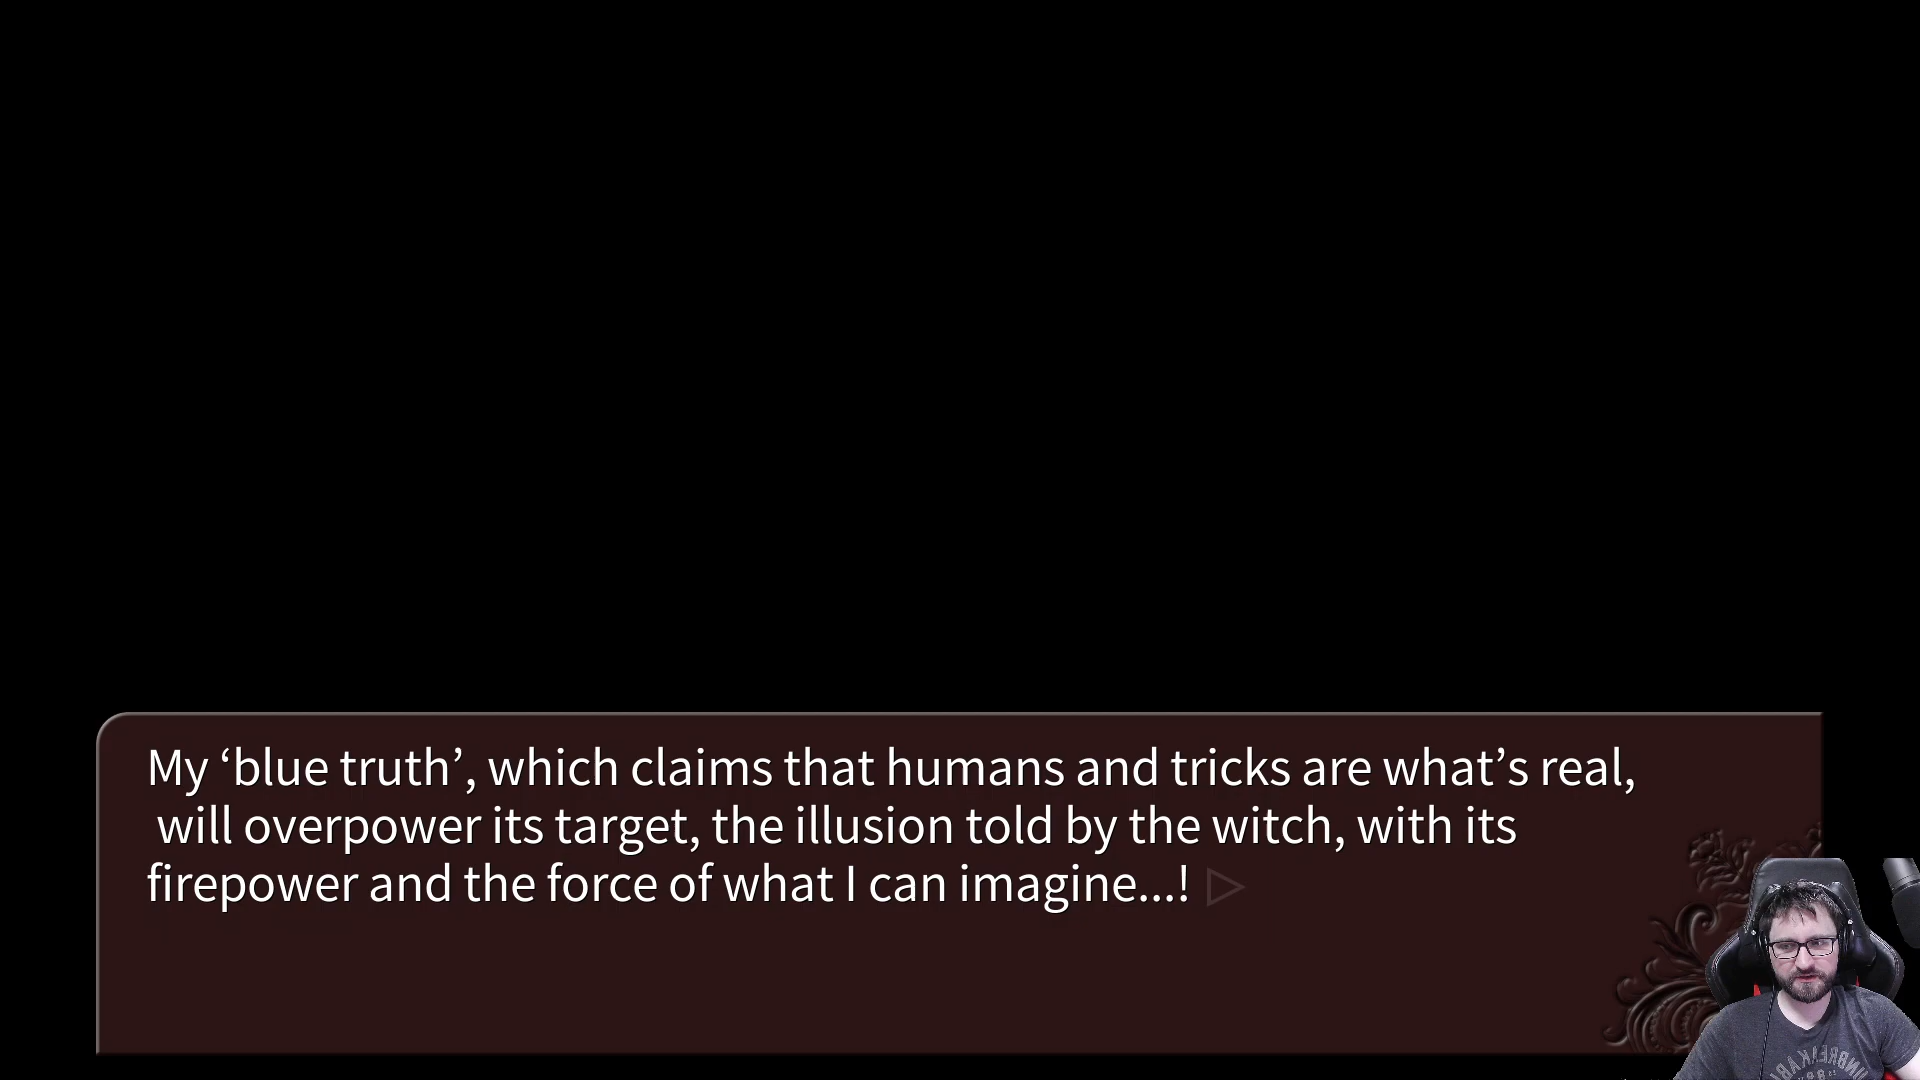 My ‘blue truth’, which claims that humans and tricks are what’s real,
will overpower its target, the illusion told by the witch, with its
firepower and the force of what I can imagine...!